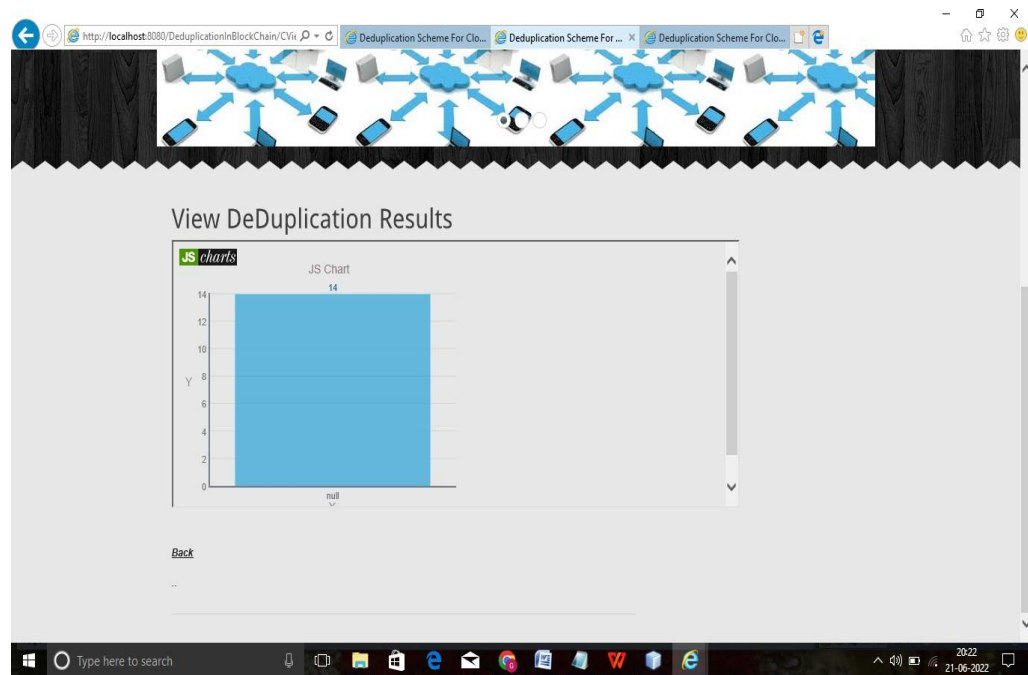 http://localhost:8080/DeduplicationInBlockChain/CVie
Deduplication Scheme For Clo...
Deduplication Scheme For ...
Deduplication Scheme For Clo...
View DeDuplication Results
JS charts
JS Chart
14
14
12
10
Y
8
6
4
2
0
null
Back
..
Type here to search
20:22
21-06-2022